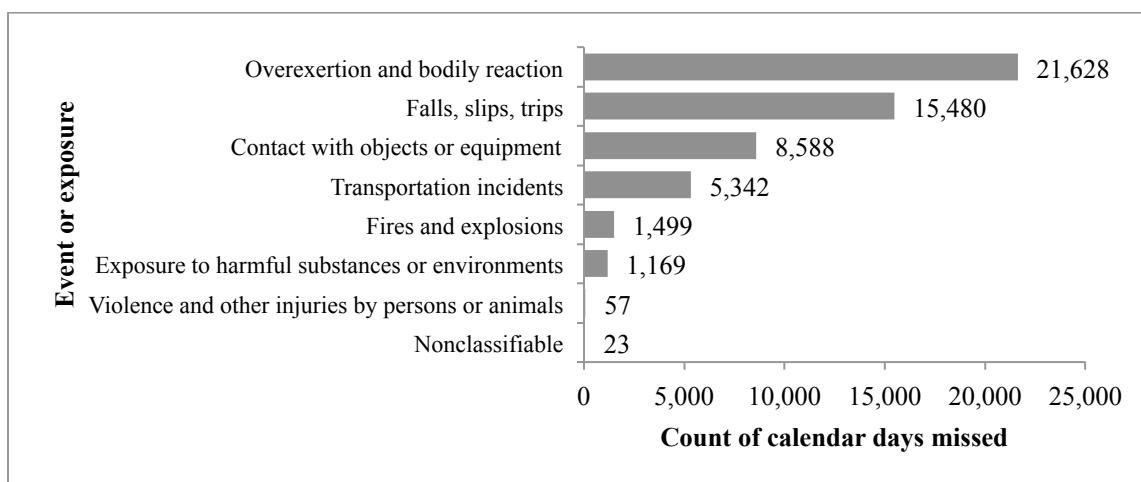 Event or exposure
Overexertion and bodily reaction 21,628
Falls, slips, trips 15,480
Contact with objects or equipment 8,588
Transportation incidents 5,342
Fires and explosions 1,499
Exposure to harmful substances or environments 1,169
Violence and other injuries by persons or animals 57
Nonclassifiable 23
0 5,000 10,000 15,000 20,000 25,000
Count of calendar days missed